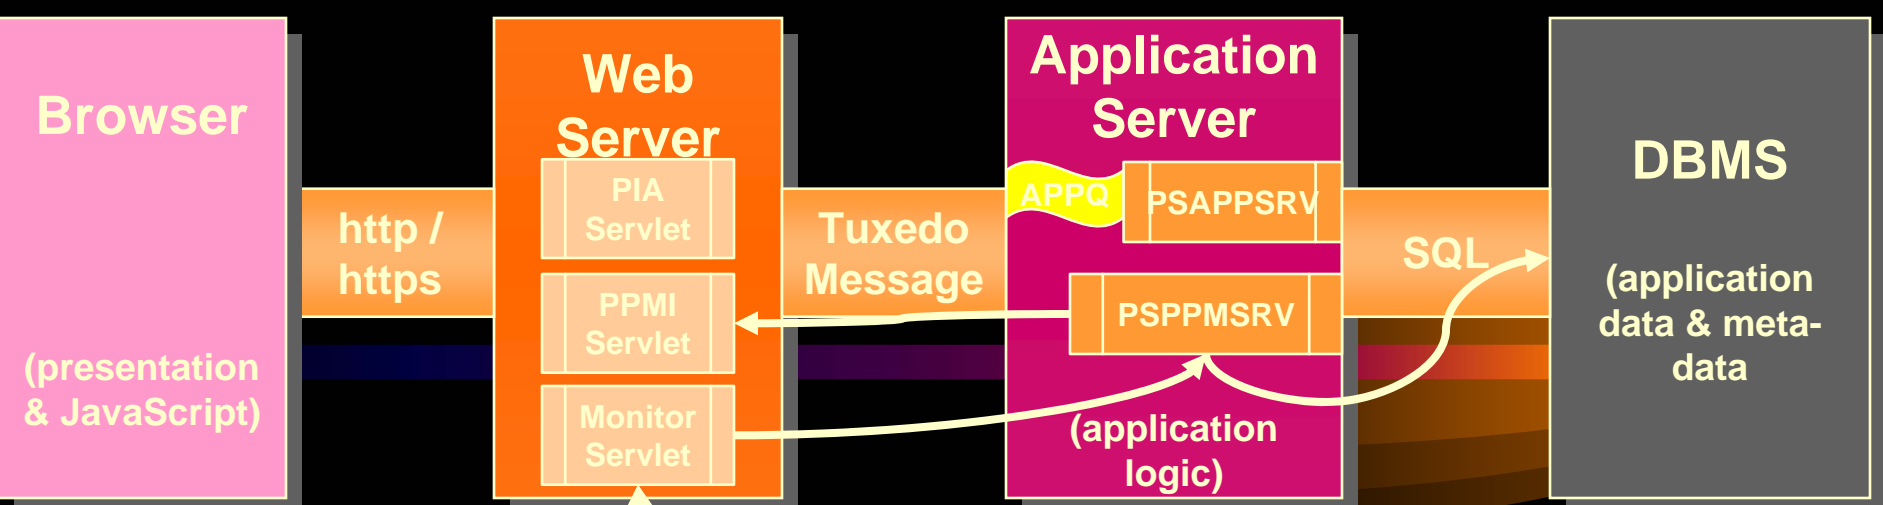 Browser
(presentation
& JavaScript)
http /
https
Web
Server
PIA
Servlet
PPMI
Servlet
Monitor
Servlet
Tuxedo
Message
Application
Server
APPQ
PSAPPSRV
PSPPMSRV
(application
logic)
SQL
DBMS
(application
data & meta-
data